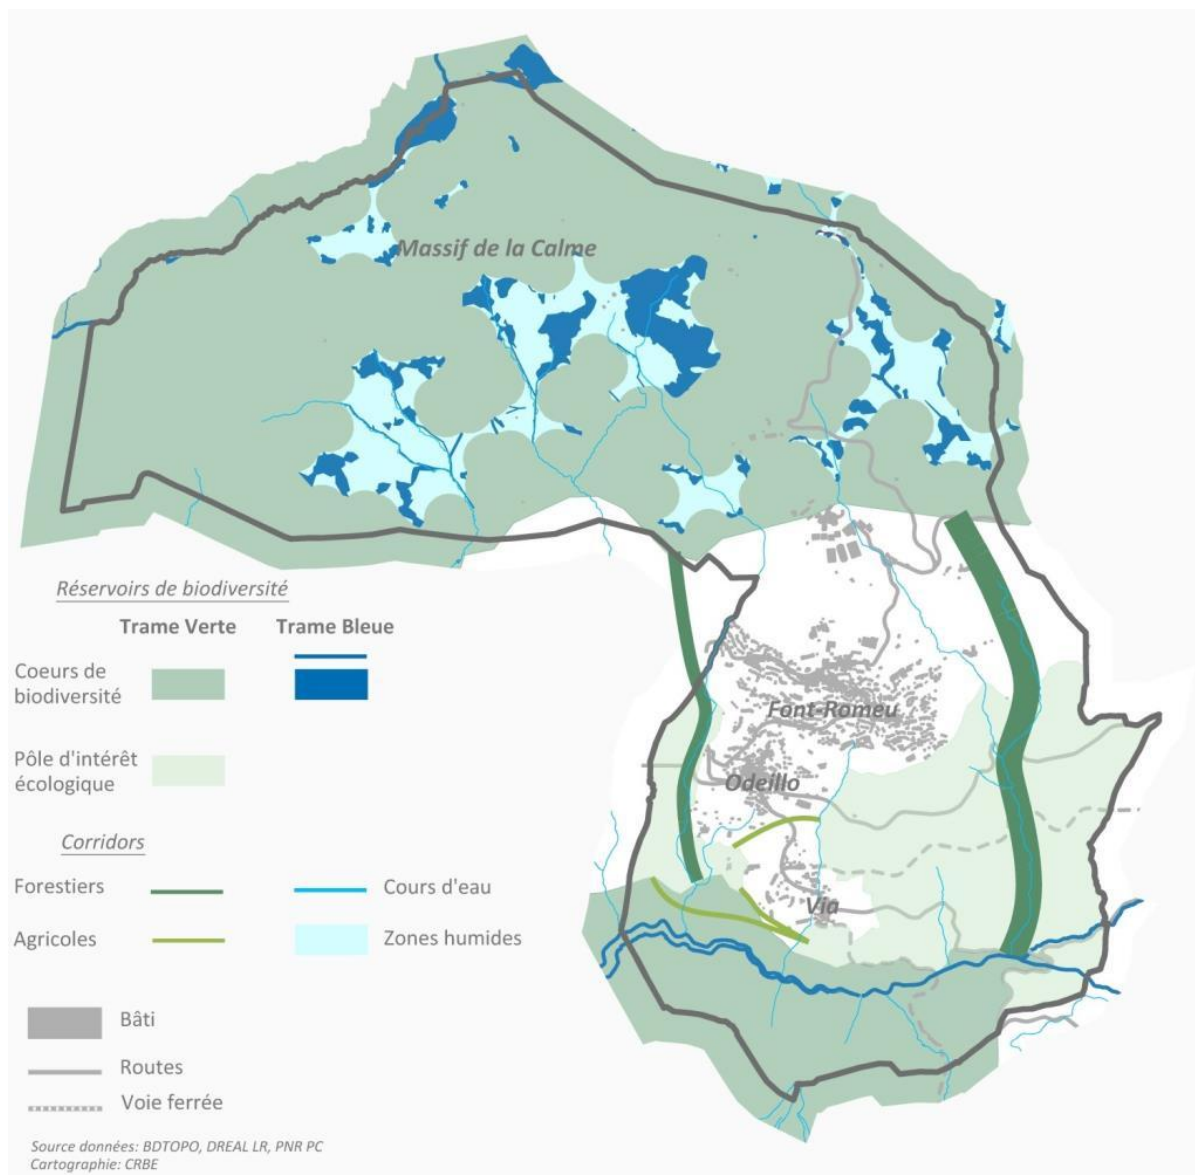 Massif de la Calme
Réservoirs de biodiversité
Trame Verte
Trame Bleue
Coeurs de
biodiversité
Font-Romeu
Pôle d'intérêt
écologique
Odeillo
Corridors
Forestiers
Cours d'eau
Via
Agricoles
Zones humides
Bâti
Routes
Voie ferrée
Source données: BDTOPO, DREAL LR, PNR PC
Cartographie: CRBE